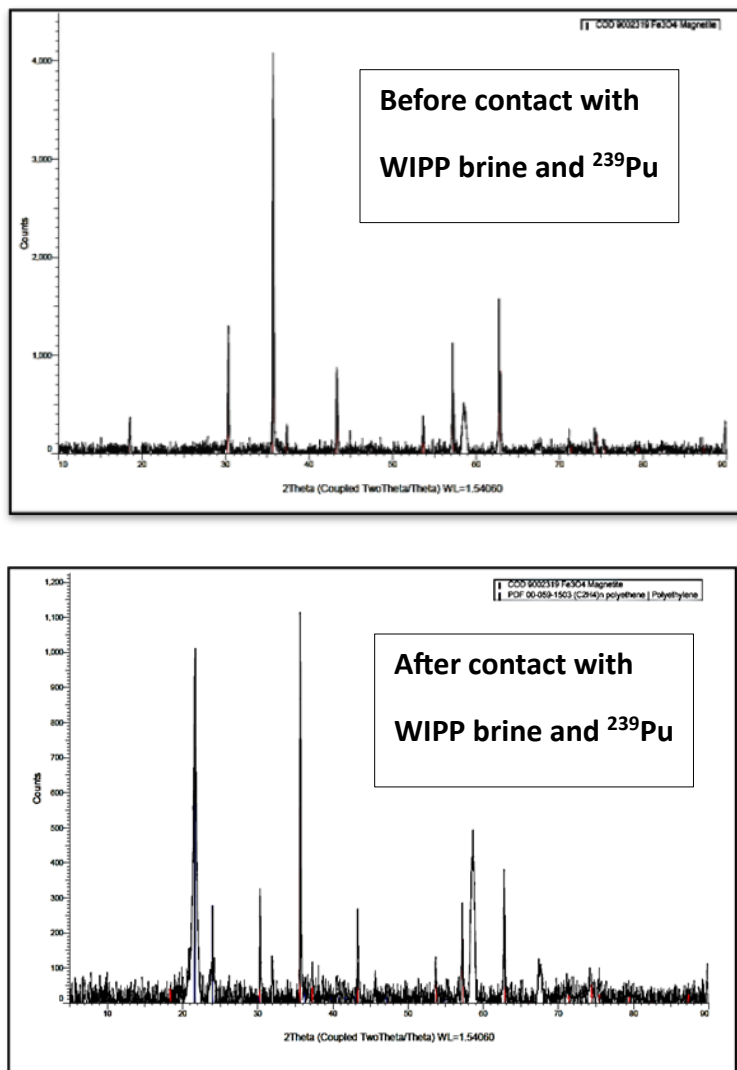 COD 9002319 Fe3O4 Magnetite
Before contact with
WIPP brine and ²³⁹Pu
4,000
3,000
2,000
1,000
0
Counts
10 20 30 40 50 60 70 80 90
2Theta (Coupled TwoTheta/Theta) WL=1.54060
COD 9002319 Fe3O4 Magnetite
PDF 00-059-1503 (C2H4)n polyethene | Polyethylene
After contact with
WIPP brine and ²³⁹Pu
1,200
1,100
1,000
900
800
700
600
500
400
300
200
100
0
Counts
10 20 30 40 50 60 70 80 90
2Theta (Coupled TwoTheta/Theta) WL=1.54060